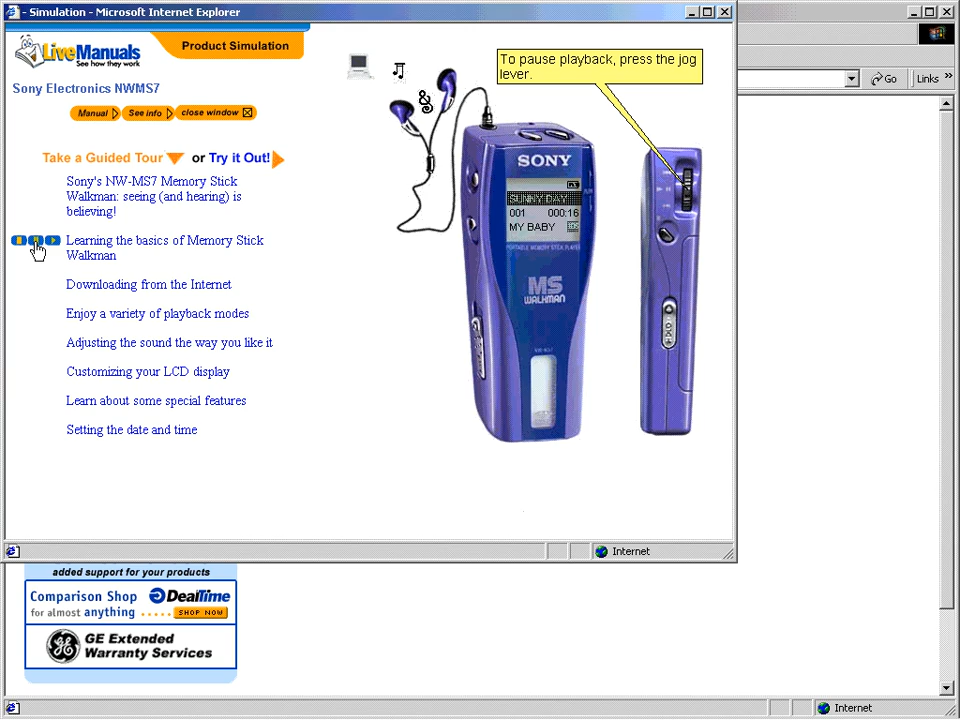 - Simulation - Microsoft Internet Explorer
LiveManuals
See how they work
Product Simulation
Sony Electronics NWMS7
Manual
See Info
close window
Take a Guided Tour or Try it Out!
Sony's NW-MS7 Memory Stick
Walkman: seeing (and hearing) is
believing!
Learning the basics of Memory Stick
Walkman
Downloading from the Internet
Enjoy a variety of playback modes
Adjusting the sound the way you like it
Customizing your LCD display
Learn about some special features
Setting the date and time
To pause playback, press the jog
lever.
SONY
SUNNY DAY
001 000:16
MY BABY
PORTABLE MEMORY STICK PLAYER
MS
WALKMAN
Internet
Go
Links »
added support for your products
Comparison Shop
for almost anything .....
DealTime
SHOP NOW
GE Extended
Warranty Services
Internet